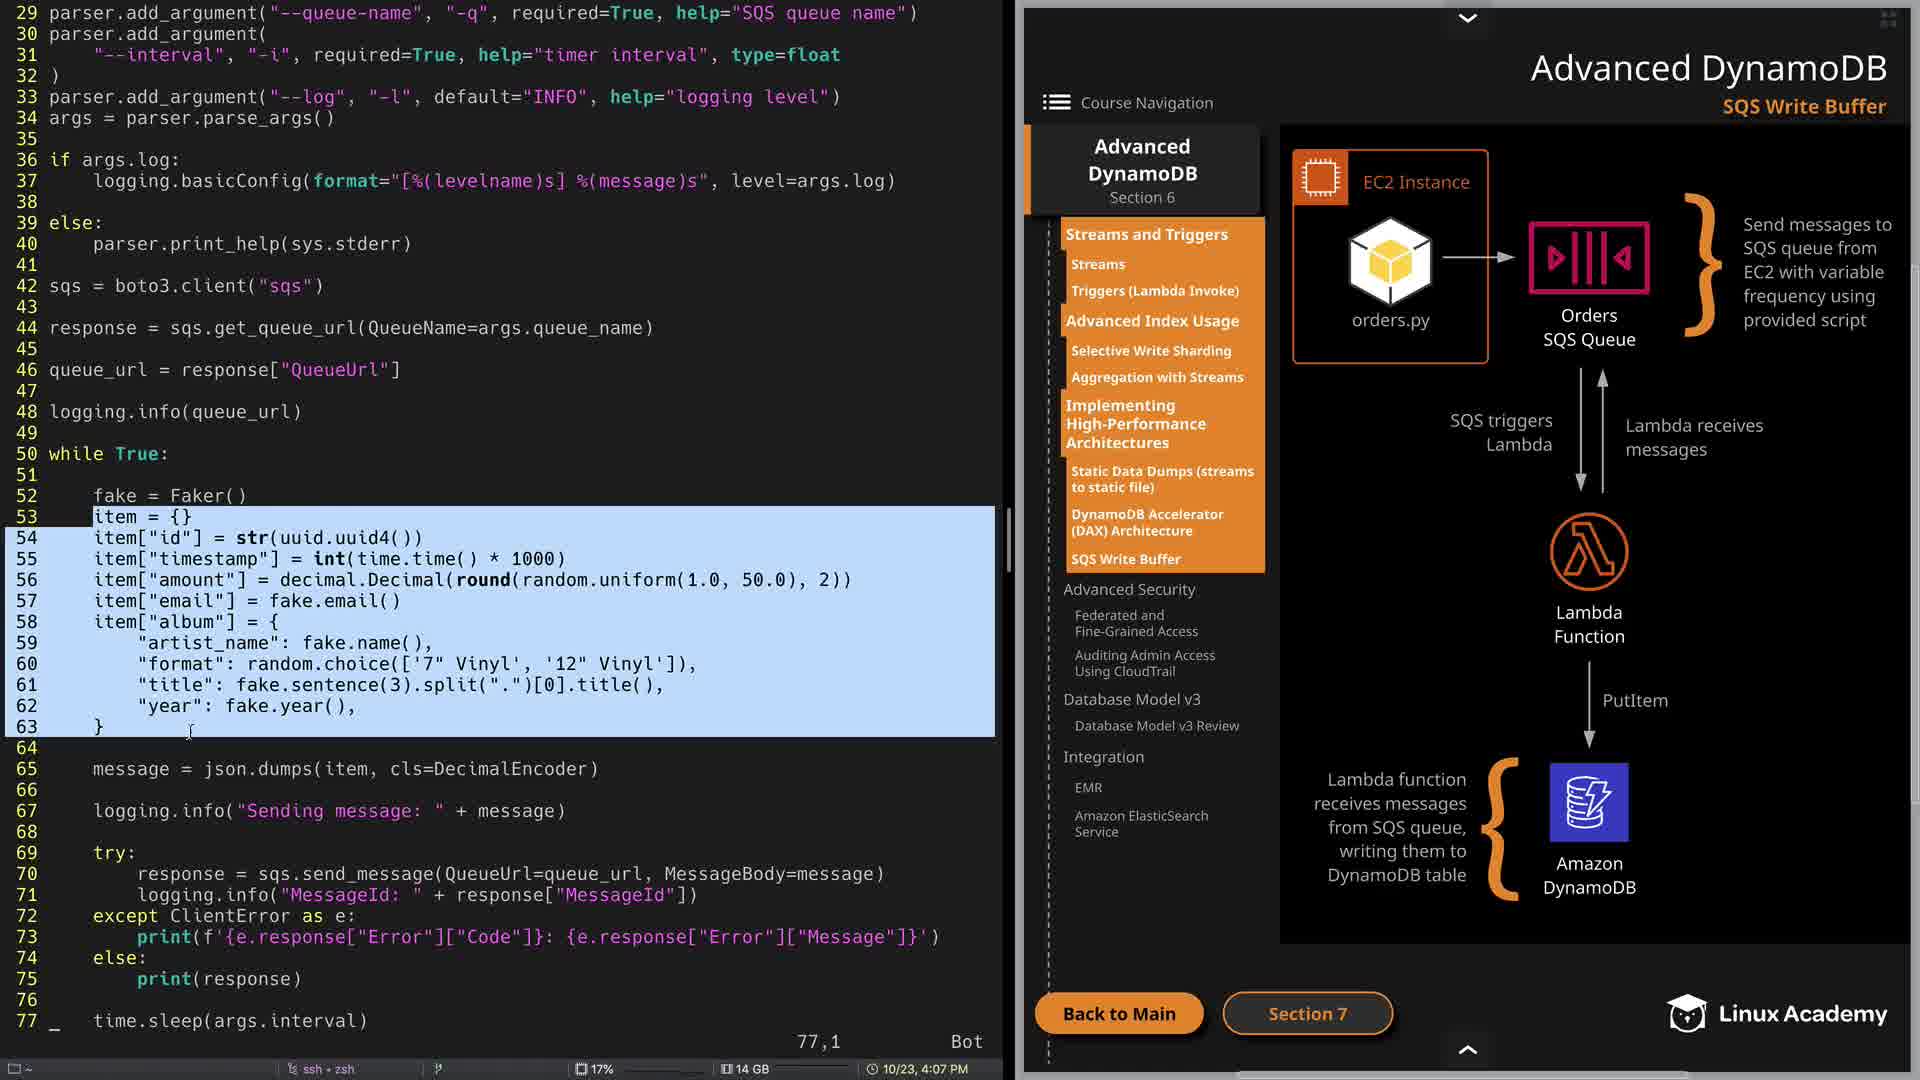 29 parser.add_argument("--queue-name", "-q", required=True, help="SQS queue name")
30 parser.add_argument(
31     "--interval", "-i", required=True, help="timer interval", type=float
32 )
33 parser.add_argument("--log", "-l", default="INFO", help="logging level")
34 args = parser.parse_args()
35
36 if args.log:
37     logging.basicConfig(format="[%(levelname)s] %(message)s", level=args.log)
38
39 else:
40     parser.print_help(sys.stderr)
41
42 sqs = boto3.client("sqs")
43
44 response = sqs.get_queue_url(QueueName=args.queue_name)
45
46 queue_url = response["QueueUrl"]
47
48 logging.info(queue_url)
49
50 while True:
51
52     fake = Faker()
53     item = {}
54     item["id"] = str(uuid.uuid4())
55     item["timestamp"] = int(time.time() * 1000)
56     item["amount"] = decimal.Decimal(round(random.uniform(1.0, 50.0), 2))
57     item["email"] = fake.email()
58     item["album"] = {
59         "artist_name": fake.name(),
60         "format": random.choice(['7" Vinyl', '12" Vinyl']),
61         "title": fake.sentence(3).split(".")[0].title(),
62         "year": fake.year(),
63     }
64
65     message = json.dumps(item, cls=DecimalEncoder)
66
67     logging.info("Sending message: " + message)
68
69     try:
70         response = sqs.send_message(QueueUrl=queue_url, MessageBody=message)
71         logging.info("MessageId: " + response["MessageId"])
72     except ClientError as e:
73         print(f'{e.response["Error"]["Code"]}: {e.response["Error"]["Message"]}')
74     else:
75         print(response)
76
77     time.sleep(args.interval)
77,1 Bot
~ ssh • zsh 17% 14 GB 10/23, 4:07 PM
Advanced DynamoDB
SQS Write Buffer
Course Navigation
Advanced
DynamoDB
Section 6
Streams and Triggers
Streams
Triggers (Lambda Invoke)
Advanced Index Usage
Selective Write Sharding
Aggregation with Streams
Implementing
High-Performance
Architectures
Static Data Dumps (streams
to static file)
DynamoDB Accelerator
(DAX) Architecture
SQS Write Buffer
Advanced Security
Federated and
Fine-Grained Access
Auditing Admin Access
Using CloudTrail
Database Model v3
Database Model v3 Review
Integration
EMR
Amazon ElasticSearch
Service
EC2 Instance
orders.py
Orders
SQS Queue
Send messages to
SQS queue from
EC2 with variable
frequency using
provided script
SQS triggers
Lambda
Lambda receives
messages
Lambda
Function
PutItem
Lambda function
receives messages
from SQS queue,
writing them to
DynamoDB table
Amazon
DynamoDB
Back to Main
Section 7
Linux Academy